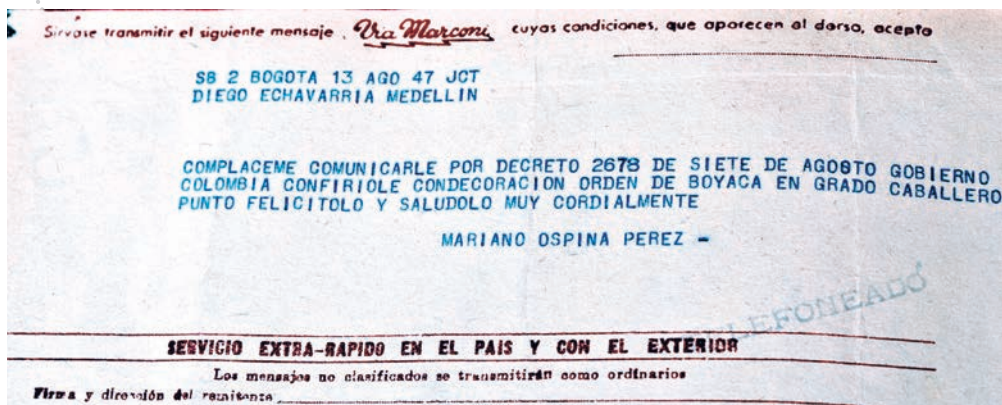 Sirvase transmitir el siguiente mensaje Via Marconi cuyas condiciones, que aparecen al dorso, acepto
SB 2 BOGOTA 13 AGO 47 JCT
DIEGO ECHAVARRIA MEDELLIN
COMPLACEME COMUNICARLE POR DECRETO 2678 DE SIETE DE AGOSTO GOBIERNO
COLOMBIA CONFIRIOLE CONDECORACION ORDEN DE BOYACA EN GRADO CABALLERO
PUNTO FELICITOLO Y SALUDOLO MUY CORDIALMENTE
MARIANO OSPINA PEREZ -
TELEFONEADO
SERVICIO EXTRA-RAPIDO EN EL PAIS Y CON EL EXTERIOR
Los mensajes no clasificados se transmitirán como ordinarios
Firma y dirección del remitente